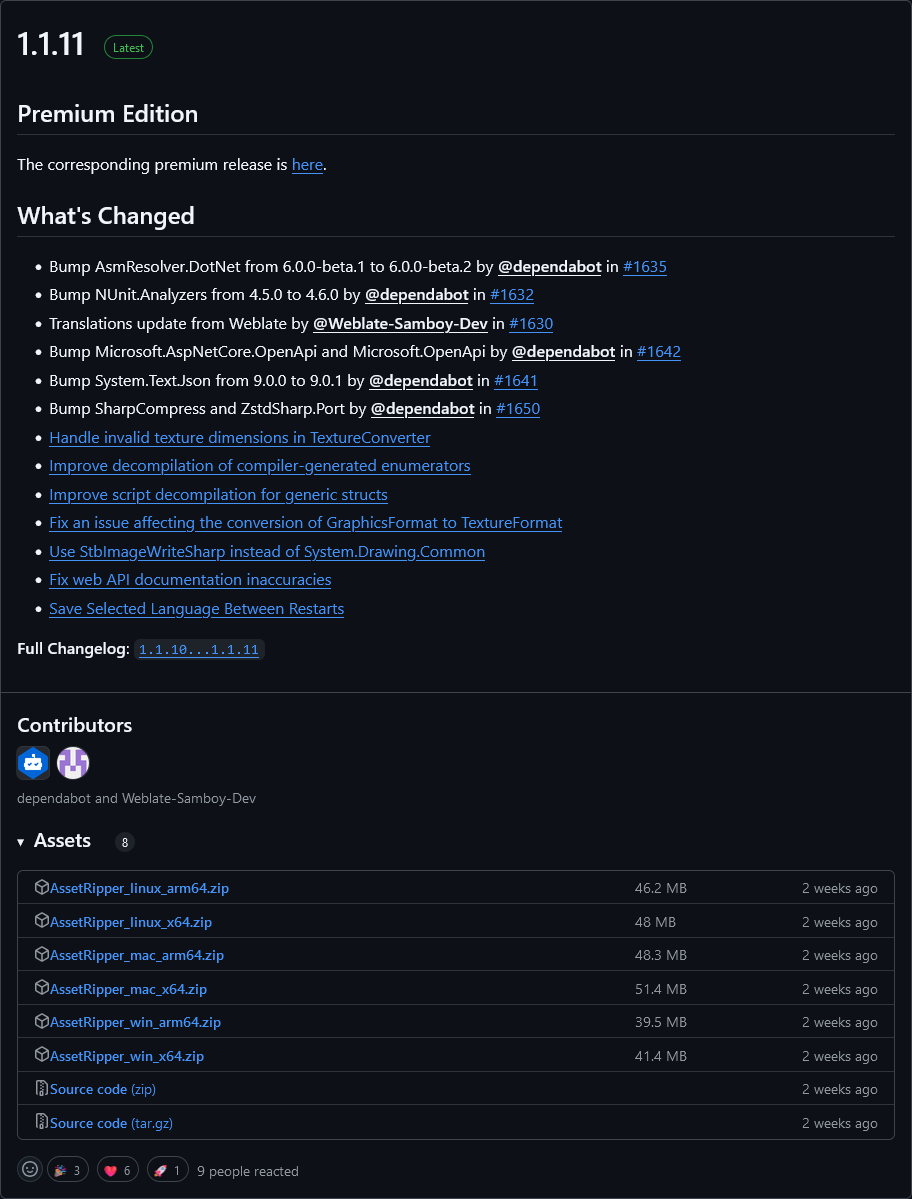 1.1.11 Latest
Premium Edition
The corresponding premium release is here.
What's Changed
• Bump AsmResolver.DotNet from 6.0.0-beta.1 to 6.0.0-beta.2 by @dependabot in #1635
• Bump NUnit.Analyzers from 4.5.0 to 4.6.0 by @dependabot in #1632
• Translations update from Weblate by @Weblate-Samboy-Dev in #1630
• Bump Microsoft.AspNetCore.OpenApi and Microsoft.OpenApi by @dependabot in #1642
• Bump System.Text.Json from 9.0.0 to 9.0.1 by @dependabot in #1641
• Bump SharpCompress and ZstdSharp.Port by @dependabot in #1650
• Handle invalid texture dimensions in TextureConverter
• Improve decompilation of compiler-generated enumerators
• Improve script decompilation for generic structs
• Fix an issue affecting the conversion of GraphicsFormat to TextureFormat
• Use StbImageWriteSharp instead of System.Drawing.Common
• Fix web API documentation inaccuracies
• Save Selected Language Between Restarts
Full Changelog: 1.1.10...1.1.11
Contributors
dependabot and Weblate-Samboy-Dev
Assets 8
AssetRipper_linux_arm64.zip 46.2 MB 2 weeks ago
AssetRipper_linux_x64.zip 48 MB 2 weeks ago
AssetRipper_mac_arm64.zip 48.3 MB 2 weeks ago
AssetRipper_mac_x64.zip 51.4 MB 2 weeks ago
AssetRipper_win_arm64.zip 39.5 MB 2 weeks ago
AssetRipper_win_x64.zip 41.4 MB 2 weeks ago
Source code (zip) 2 weeks ago
Source code (tar.gz) 2 weeks ago
3 6 1 9 people reacted